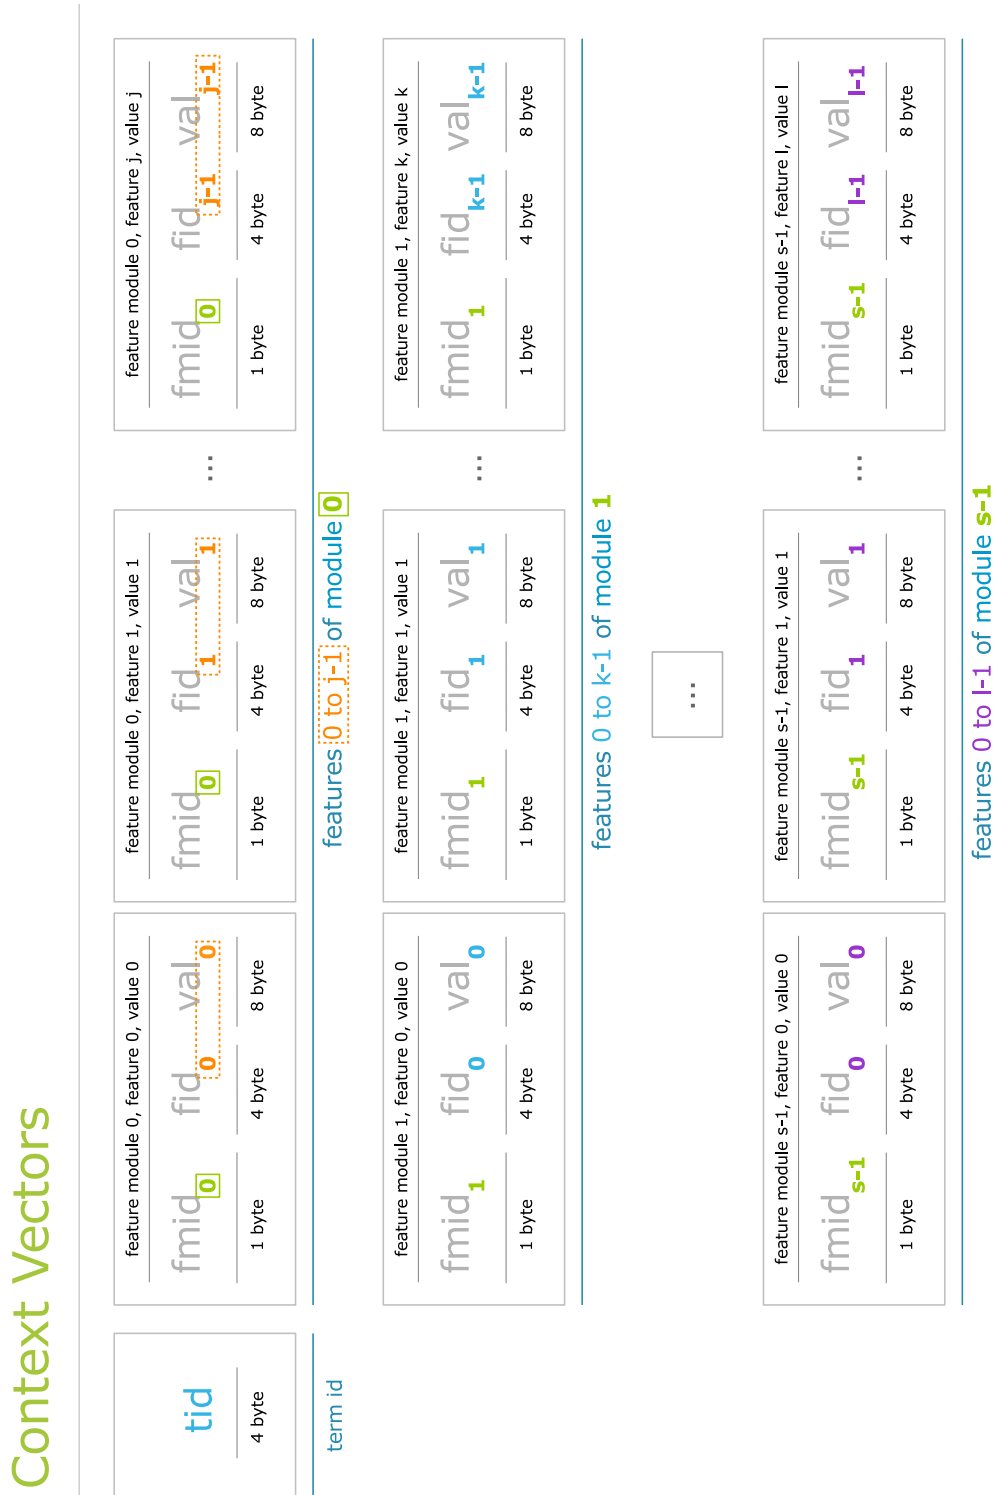 Context Vectors
tid
4 byte
term id
feature module 0, feature 0, value 0
fmid0 fid0 val0
1 byte 4 byte 8 byte
feature module 0, feature 1, value 1
fmid0 fid1 val1
1 byte 4 byte 8 byte
...
feature module 0, feature j, value j
fmid0 fidj-1 valj-1
1 byte 4 byte 8 byte
features 0 to j-1 of module 0
feature module 1, feature 0, value 0
fmid1 fid0 val0
1 byte 4 byte 8 byte
feature module 1, feature 1, value 1
fmid1 fid1 val1
1 byte 4 byte 8 byte
...
feature module 1, feature k, value k
fmid1 fidk-1 valk-1
1 byte 4 byte 8 byte
features 0 to k-1 of module 1
...
feature module s-1, feature 0, value 0
fmids-1 fid0 val0
1 byte 4 byte 8 byte
feature module s-1, feature 1, value 1
fmids-1 fid1 val1
1 byte 4 byte 8 byte
...
feature module s-1, feature l, value l
fmids-1 fidl-1 vall-1
1 byte 4 byte 8 byte
features 0 to l-1 of module s-1